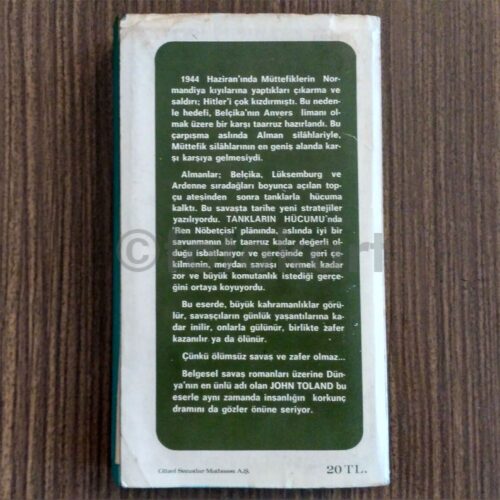 1944 Haziran'ında Müttefiklerin Nor-
mandiya kıyılarına yaptıkları çıkarma ve
saldırı; Hitler'i çok kızdırmıştı. Bu neden-
le hedefi, Belçika'nın Anvers limanı ol-
mak üzere bir karşı taarruz hazırlandı. Bu
çarpışma aslında Alman silâhlariyle,
Müttefik silâhlarının en geniş alanda kar-
şı karşıya gelmesiydi.
Almanlar; Belçika, Lüksemburg ve
Ardenne sıradağları boyunca açılan top-
çu atesinden sonra tanklarla hücuma
kalktı. Bu savaşta tarihe yeni stratejiler
yazılıyordu. TANKLARIN HÜCUMU'nda
'Ren Nöbetçisi' plânında, aslında iyi bir
savunmanın bir taarruz kadar değerli ol-
duğu isbatlanıyor ve gereğinde geri çe-
kilmenin, meydan savaşı vermek kadar
zor ve büyük komutanlık istediği gerçe-
ğini ortaya koyuyordu.
Bu eserde, büyük kahramanlıklar görü-
lür, savaşçıların günlük yaşantılarına ka-
dar inilir, onlarla gülünür, birlikte zafer
kazanılır ya da ölünür.
Çünkü ölümsüz savas ve zafer olmaz...
Belgesel savaş romanları üzerine Dün-
ya'nın en ünlü adı olan JOHN TOLAND bu
eserle aynı zamanda insanlığın korkunç
dramını da gözler önüne seriyor.
Güzel Sanatlar Matbaası A.Ş. 20 TL.